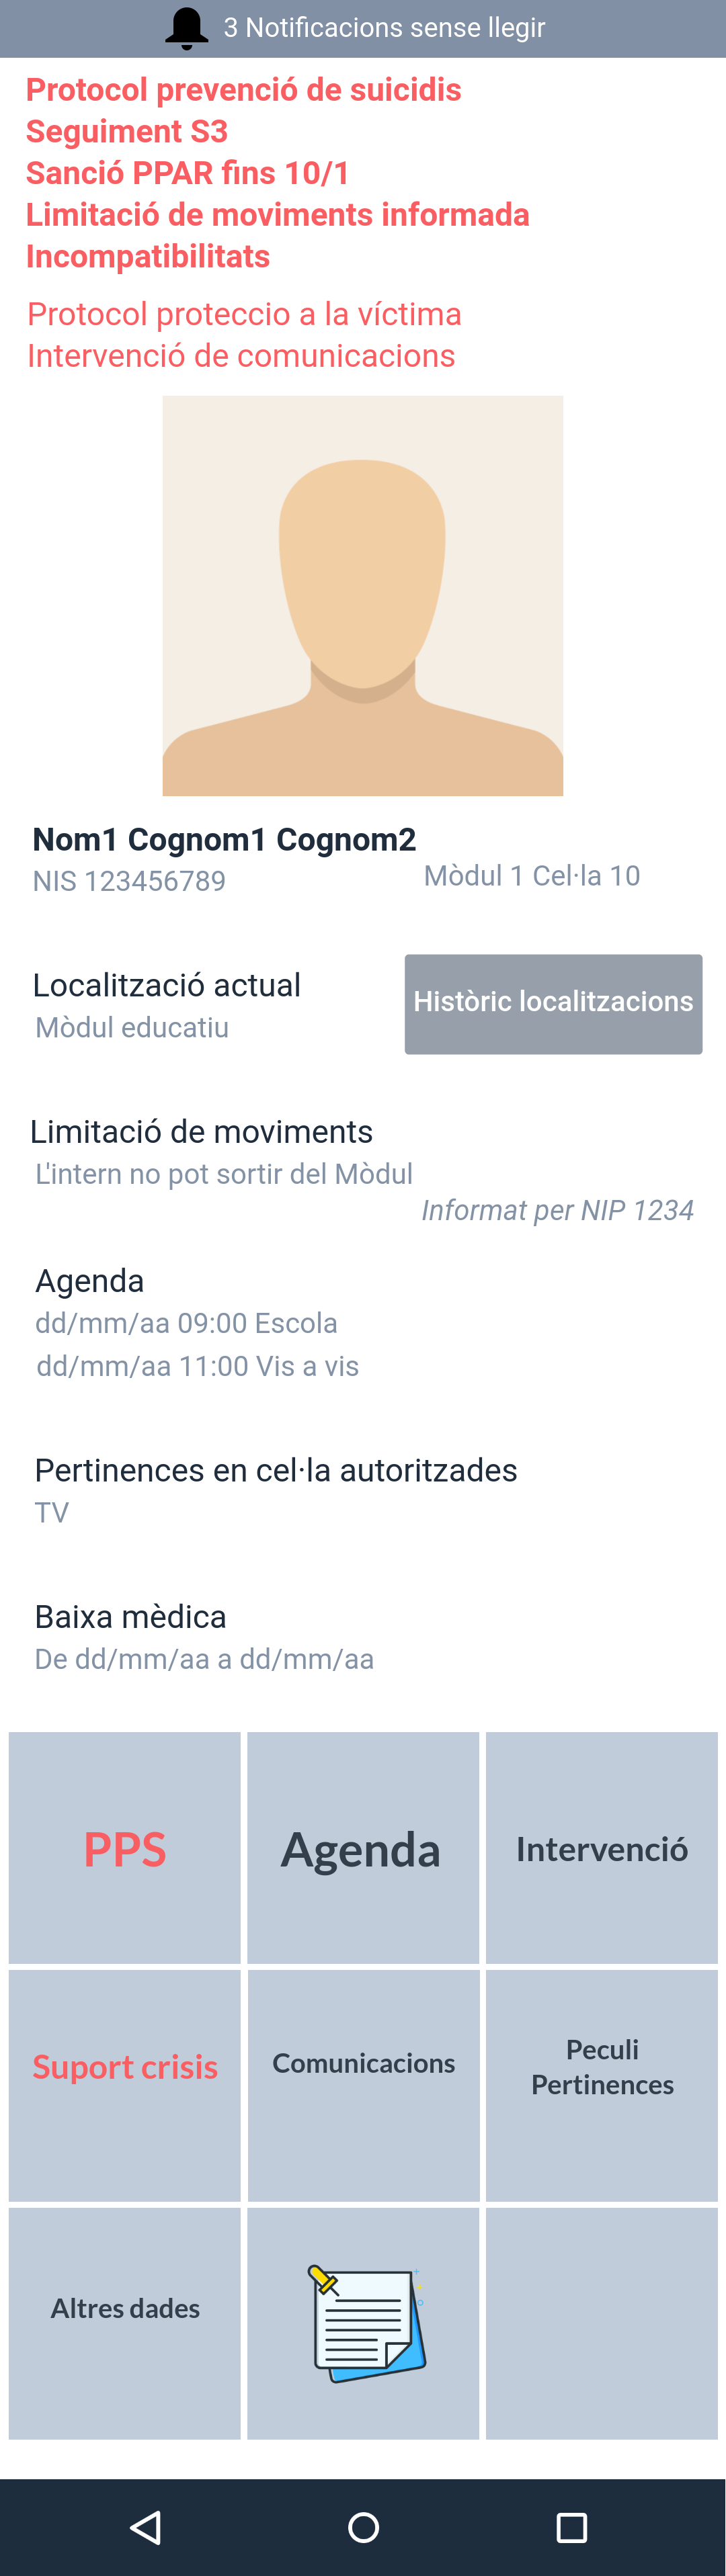 3 Notificacions sense llegir
Protocol prevenció de suicidis
Seguiment S3
Sanció PPAR fins 10/1
Limitació de moviments informada
Incompatibilitats
Protocol proteccio a la víctima
Intervenció de comunicacions
Nom1 Cognom1 Cognom2
NIS 123456789
Mòdul 1 Cel·la 10
Localització actual
Mòdul educatiu
Històric localitzacions
Limitació de moviments
L'intern no pot sortir del Mòdul
Informat per NIP 1234
Agenda
dd/mm/aa 09:00 Escola
dd/mm/aa 11:00 Vis a vis
Pertinences en cel·la autoritzades
TV
Baixa mèdica
De dd/mm/aa a dd/mm/aa
PPS
Agenda
Intervenció
Suport crisis
Comunicacions
Peculi
Pertinences
Altres dades